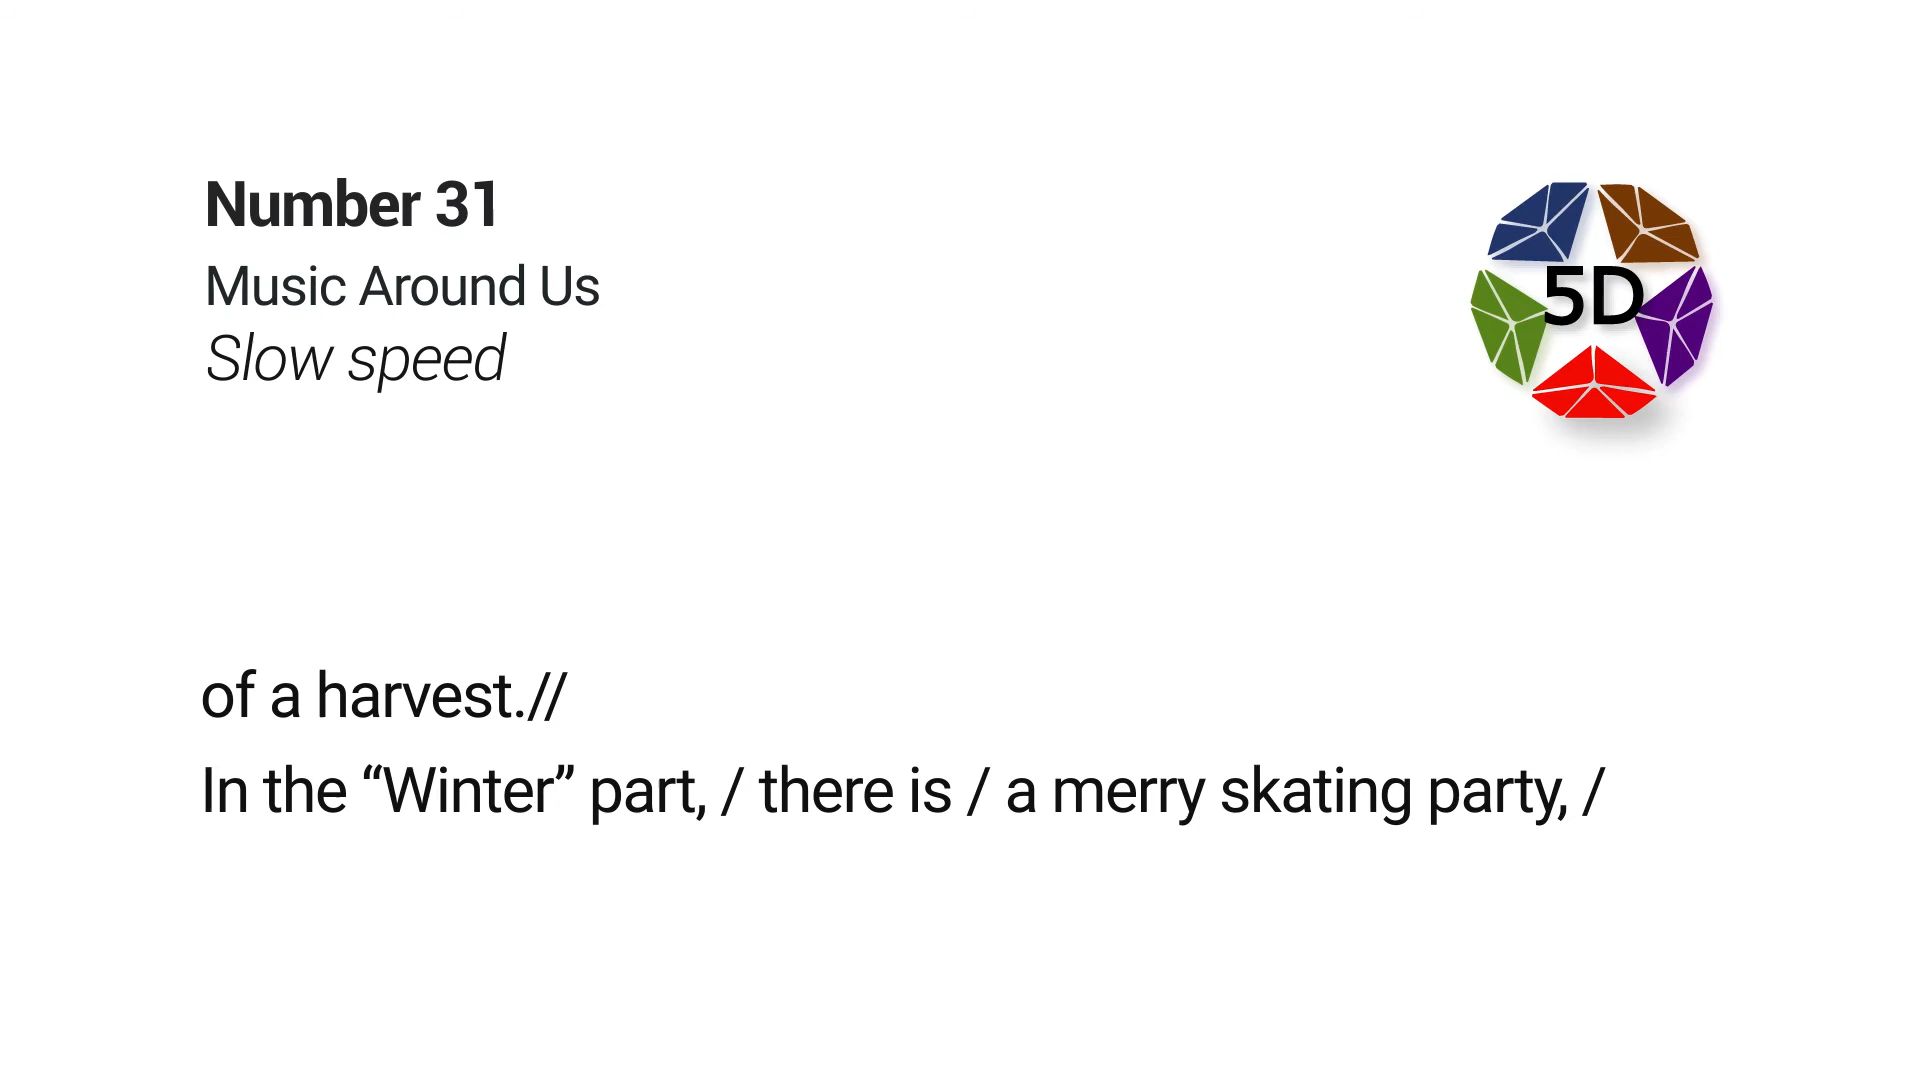 Number 31
Music Around Us
Slow speed
5D
of a harvest.//
In the “Winter” part, / there is / a merry skating party, /